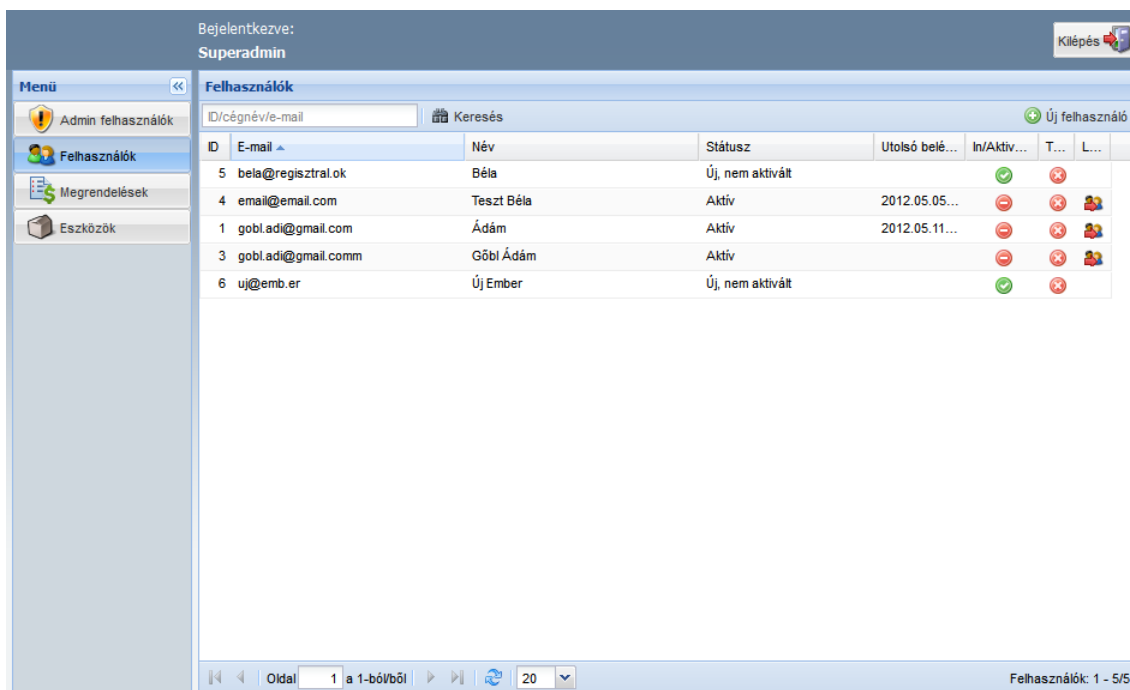 Bejelentkezve:
Superadmin
Kilépés
Menü
Felhasználók
Admin felhasználók
Felhasználók
Megrendelések
Eszközök
ID/cégnév/e-mail
Keresés
Új felhasználó
ID E-mail Név Státusz Utolsó belé... In/Aktív... T... L...
5 bela@regisztral.ok Béla Új, nem aktivált
4 email@email.com Teszt Béla Aktív 2012.05.05...
1 gobl.adi@gmail.com Ádám Aktív 2012.05.11...
3 gobl.adi@gmail.comm Gőbl Ádám Aktív
6 uj@emb.er Új Ember Új, nem aktivált
Oldal 1 a 1-ból/ből 20 Felhasználók: 1 - 5/5